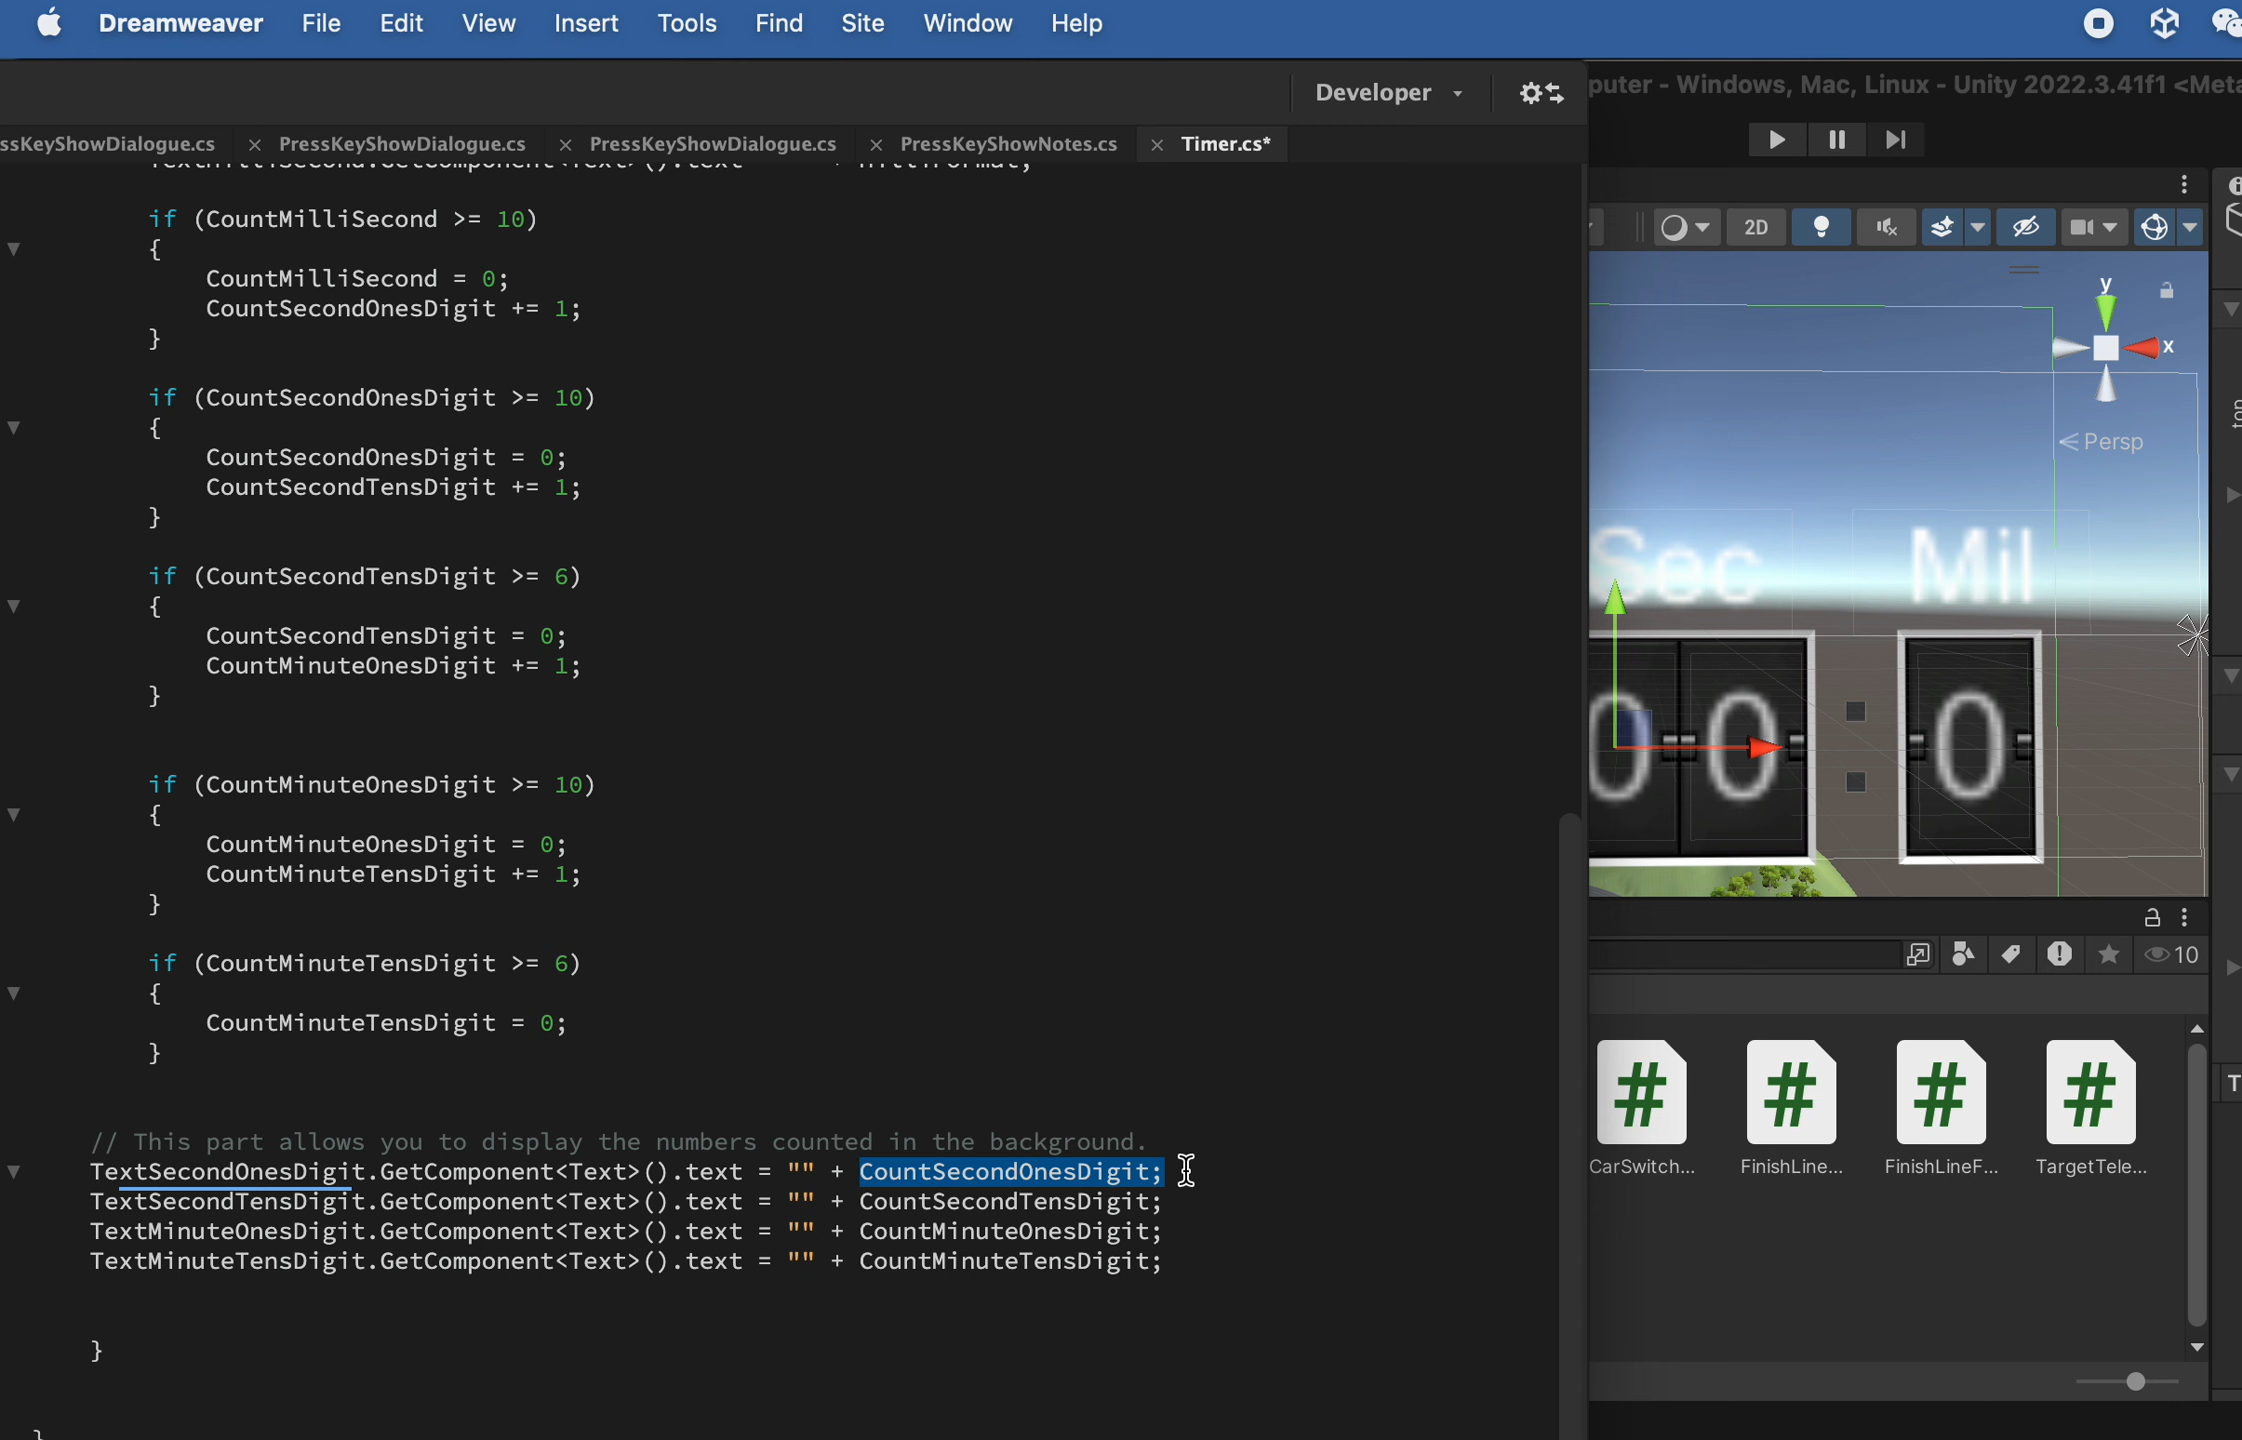 Dreamweaver File Edit View Insert Tools Find Site Window Help
Developer
puter - Windows, Mac, Linux - Unity 2022.3.41f1 <Meta
ssKeyShowDialogue.cs × PressKeyShowDialogue.cs × PressKeyShowDialogue.cs × PressKeyShowNotes.cs × Timer.cs*
if (CountMilliSecond >= 10)
{
CountMilliSecond = 0;
CountSecondOnesDigit += 1;
}
if (CountSecondOnesDigit >= 10)
{
CountSecondOnesDigit = 0;
CountSecondTensDigit += 1;
}
if (CountSecondTensDigit >= 6)
{
CountSecondTensDigit = 0;
CountMinuteOnesDigit += 1;
}
if (CountMinuteOnesDigit >= 10)
{
CountMinuteOnesDigit = 0;
CountMinuteTensDigit += 1;
}
if (CountMinuteTensDigit >= 6)
{
CountMinuteTensDigit = 0;
}
// This part allows you to display the numbers counted in the background.
TextSecondOnesDigit.GetComponent<Text>().text = "" + CountSecondOnesDigit;
TextSecondTensDigit.GetComponent<Text>().text = "" + CountSecondTensDigit;
TextMinuteOnesDigit.GetComponent<Text>().text = "" + CountMinuteOnesDigit;
TextMinuteTensDigit.GetComponent<Text>().text = "" + CountMinuteTensDigit;
}
2D
y
x
Persp
Sec Mil
0 0 0
10
# # # #
CarSwitch... FinishLine... FinishLineF... TargetTele...